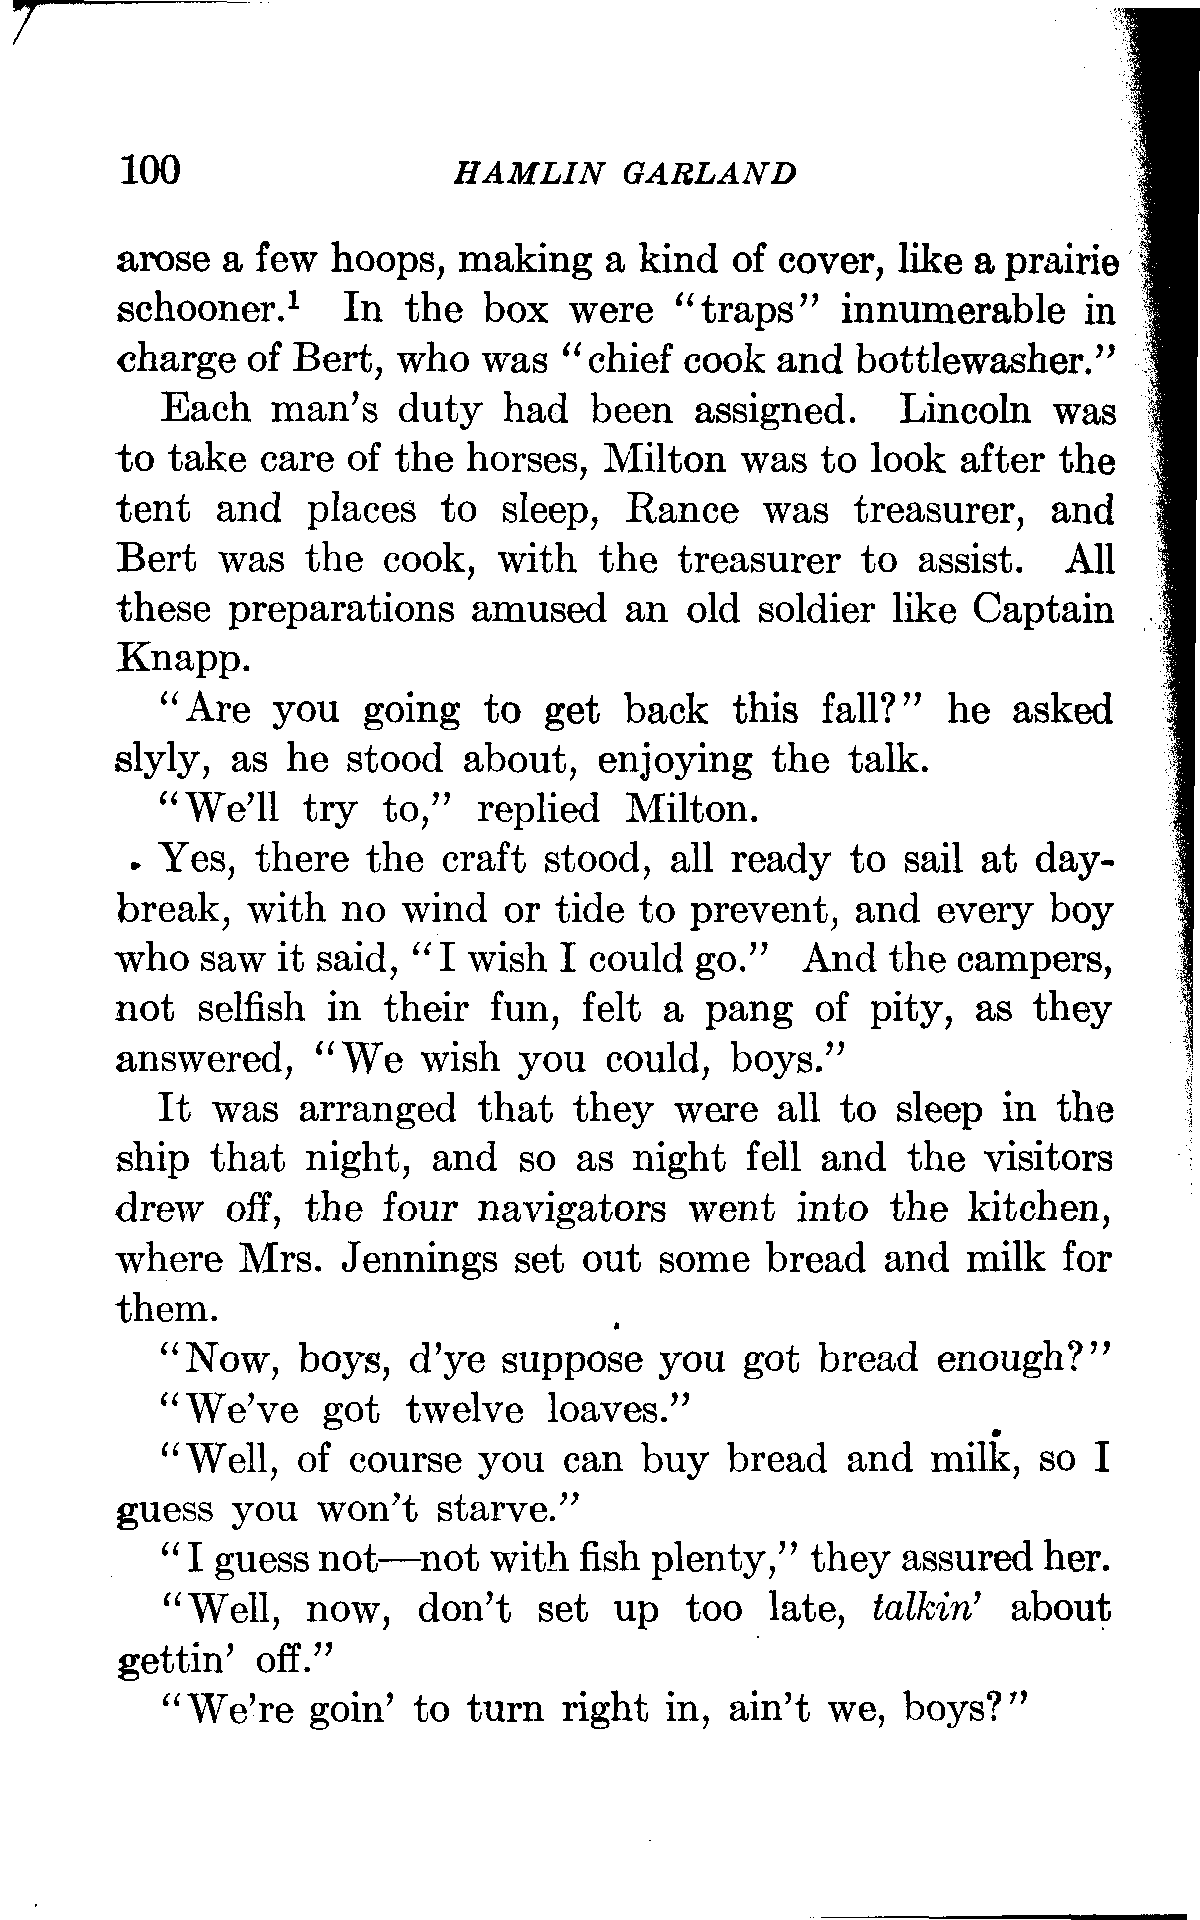 100 HAMLIN GARLAND
arose a few hoops, making a kind of cover, like a prairie
schooner.¹ In the box were "traps" innumerable in
charge of Bert, who was "chief cook and bottlewasher."
Each man's duty had been assigned. Lincoln was
to take care of the horses, Milton was to look after the
tent and places to sleep, Rance was treasurer, and
Bert was the cook, with the treasurer to assist. All
these preparations amused an old soldier like Captain
Knapp.
"Are you going to get back this fall?" he asked
slyly, as he stood about, enjoying the talk.
"We'll try to," replied Milton.
Yes, there the craft stood, all ready to sail at day-
break, with no wind or tide to prevent, and every boy
who saw it said, "I wish I could go." And the campers,
not selfish in their fun, felt a pang of pity, as they
answered, "We wish you could, boys."
It was arranged that they were all to sleep in the
ship that night, and so as night fell and the visitors
drew off, the four navigators went into the kitchen,
where Mrs. Jennings set out some bread and milk for
them.
"Now, boys, d'ye suppose you got bread enough?"
"We've got twelve loaves."
"Well, of course you can buy bread and milk, so I
guess you won't starve."
"I guess not—not with fish plenty," they assured her.
"Well, now, don't set up too late, talkin' about
gettin' off."
"We're goin' to turn right in, ain't we, boys?"